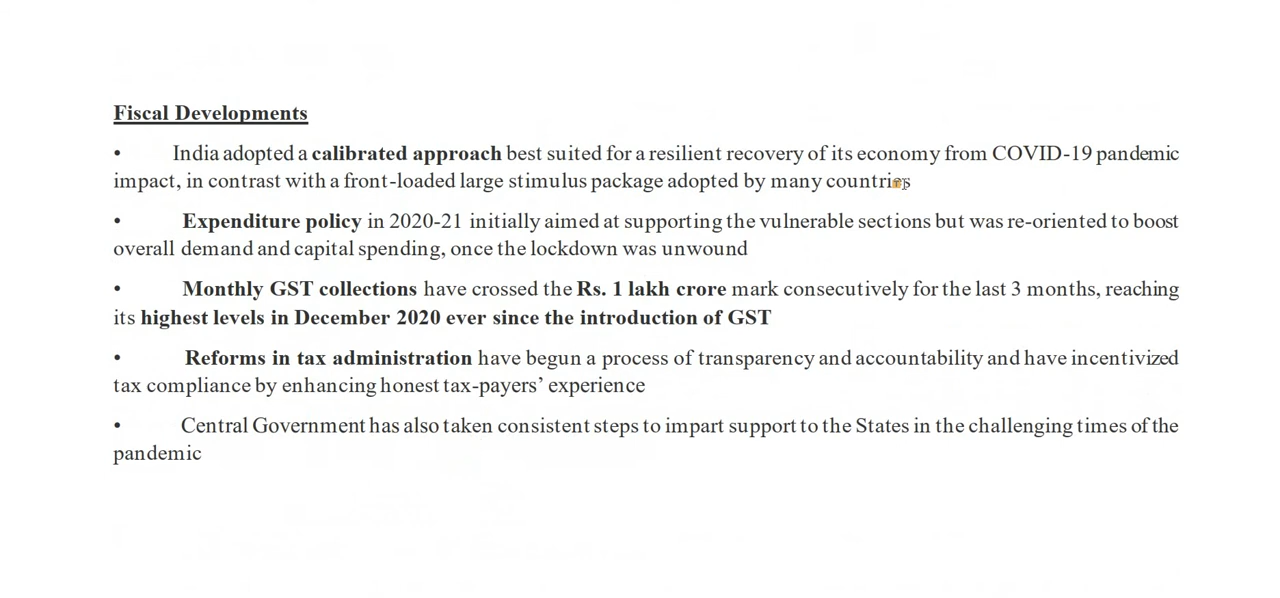 Fiscal Developments
• India adopted a calibrated approach best suited for a resilient recovery of its economy from COVID-19 pandemic
impact, in contrast with a front-loaded large stimulus package adopted by many countries
• Expenditure policy in 2020-21 initially aimed at supporting the vulnerable sections but was re-oriented to boost
overall demand and capital spending, once the lockdown was unwound
• Monthly GST collections have crossed the Rs. 1 lakh crore mark consecutively for the last 3 months, reaching
its highest levels in December 2020 ever since the introduction of GST
• Reforms in tax administration have begun a process of transparency and accountability and have incentivized
tax compliance by enhancing honest tax-payers’ experience
• Central Government has also taken consistent steps to impart support to the States in the challenging times of the
pandemic